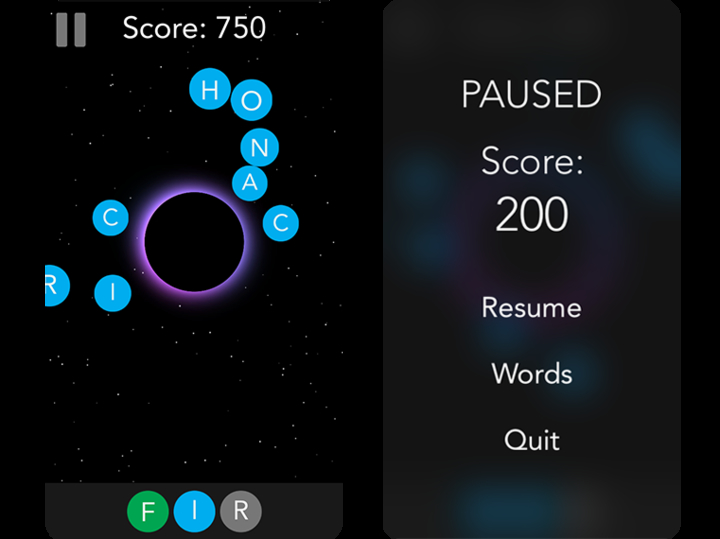 Score: 750
H
O
N
A
C
C
R
I
F I R
PAUSED
Score:
200
Resume
Words
Quit